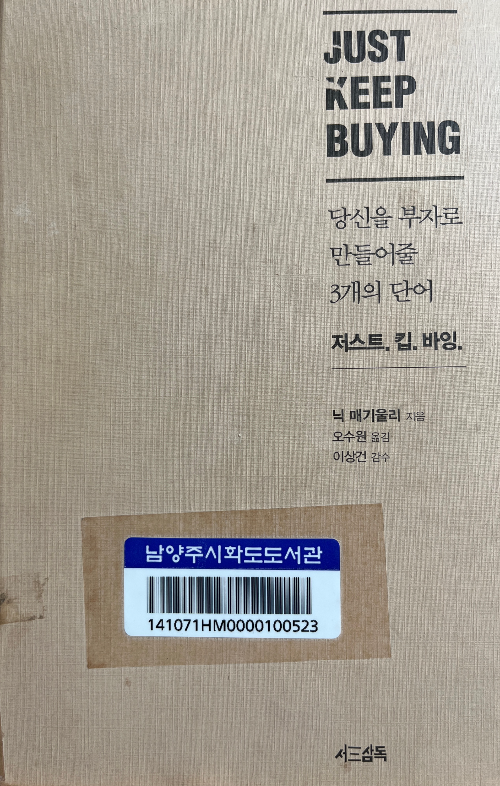 JUST
KEEP
BUYING
당신을 부자로
만들어줄
3개의 단어
저스트. 킵. 바잉.
닉 매기울리 지음
오수원 옮김
이상건 감수
남양주시화도도서관
141071HM0000100523
서三삼독